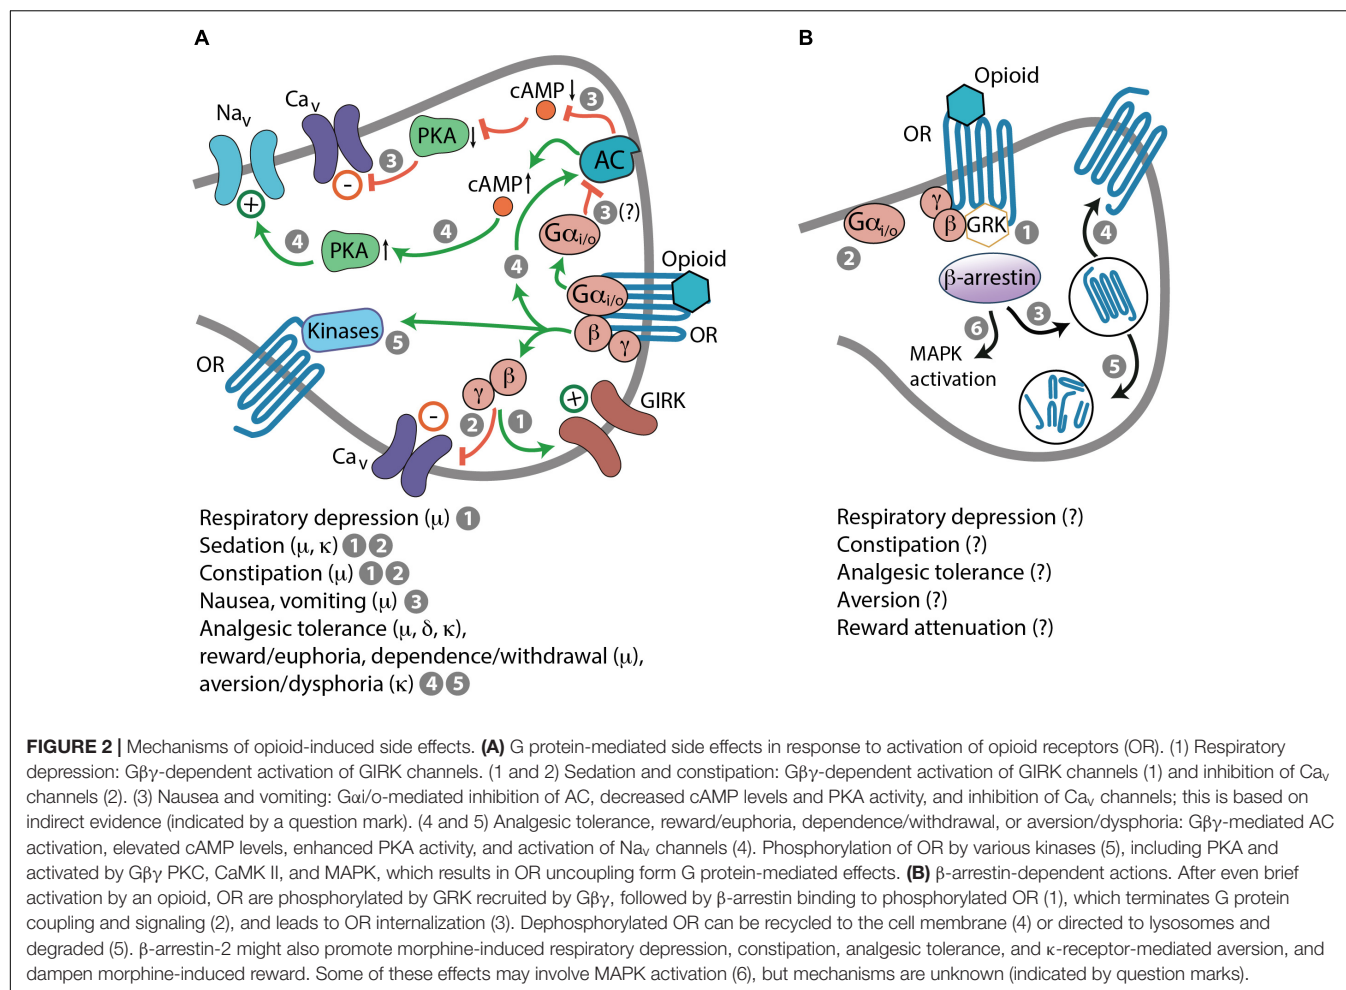 A
Na_v
Ca_v
cAMP↓
3
PKA↓
3
-
+
AC
cAMP↑
3 (?)
4
4
PKA↑
Gα_i/o
4
Opioid
Gα_i/o
Kinases
5
β
γ
OR
OR
β
γ
+
GIRK
-
2
1
Ca_v
Respiratory depression (μ) 1
Sedation (μ, κ) 1 2
Constipation (μ) 1 2
Nausea, vomiting (μ) 3
Analgesic tolerance (μ, δ, κ),
reward/euphoria, dependence/withdrawal (μ),
aversion/dysphoria (κ) 4 5
B
Opioid
OR
γ
Gα_i/o
β
GRK
1
2
4
β-arrestin
3
6
MAPK
activation
5
Respiratory depression (?)
Constipation (?)
Analgesic tolerance (?)
Aversion (?)
Reward attenuation (?)
FIGURE 2 | Mechanisms of opioid-induced side effects. (A) G protein-mediated side effects in response to activation of opioid receptors (OR). (1) Respiratory
depression: Gβγ-dependent activation of GIRK channels. (1 and 2) Sedation and constipation: Gβγ-dependent activation of GIRK channels (1) and inhibition of Ca_v
channels (2). (3) Nausea and vomiting: Gαi/o-mediated inhibition of AC, decreased cAMP levels and PKA activity, and inhibition of Ca_v channels; this is based on
indirect evidence (indicated by a question mark). (4 and 5) Analgesic tolerance, reward/euphoria, dependence/withdrawal, or aversion/dysphoria: Gβγ-mediated AC
activation, elevated cAMP levels, enhanced PKA activity, and activation of Na_v channels (4). Phosphorylation of OR by various kinases (5), including PKA and
activated by Gβγ PKC, CaMK II, and MAPK, which results in OR uncoupling form G protein-mediated effects. (B) β-arrestin-dependent actions. After even brief
activation by an opioid, OR are phosphorylated by GRK recruited by Gβγ, followed by β-arrestin binding to phosphorylated OR (1), which terminates G protein
coupling and signaling (2), and leads to OR internalization (3). Dephosphorylated OR can be recycled to the cell membrane (4) or directed to lysosomes and
degraded (5). β-arrestin-2 might also promote morphine-induced respiratory depression, constipation, analgesic tolerance, and κ-receptor-mediated aversion, and
dampen morphine-induced reward. Some of these effects may involve MAPK activation (6), but mechanisms are unknown (indicated by question marks).